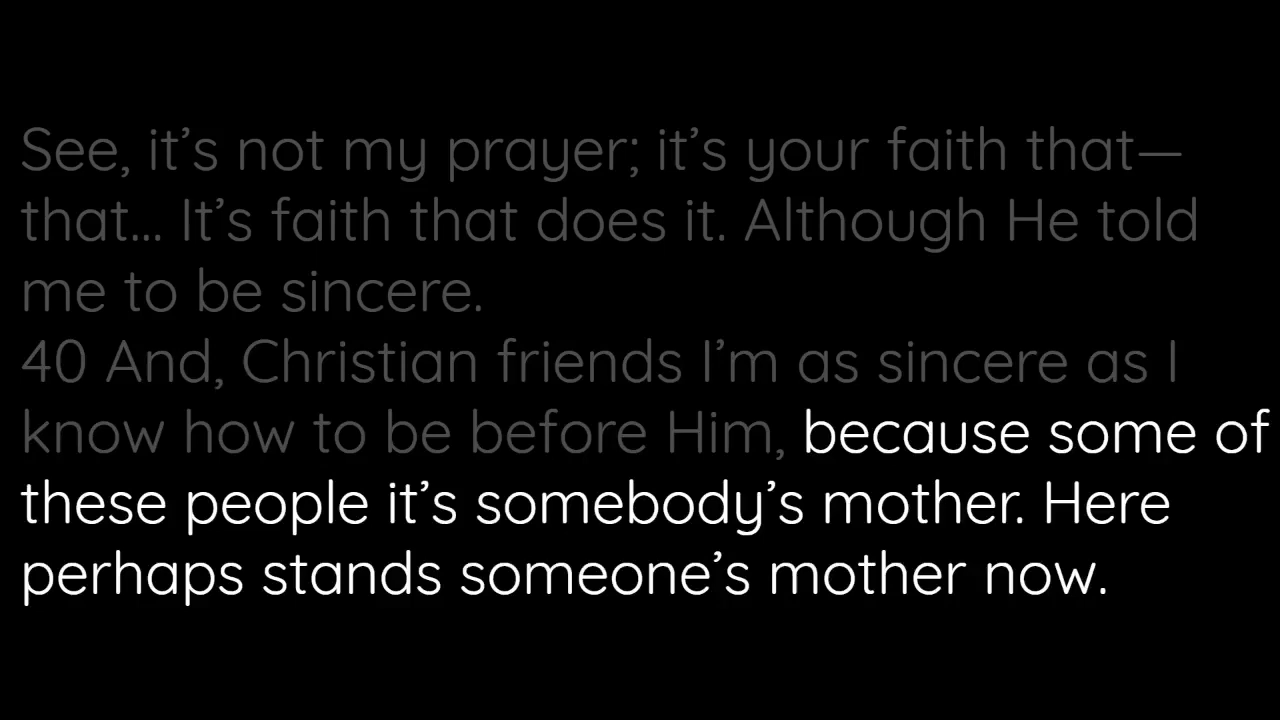 See, it’s not my prayer; it’s your faith that—
that... It’s faith that does it. Although He told
me to be sincere.
40 And, Christian friends I’m as sincere as I
know how to be before Him, because some of
these people it’s somebody’s mother. Here
perhaps stands someone’s mother now.